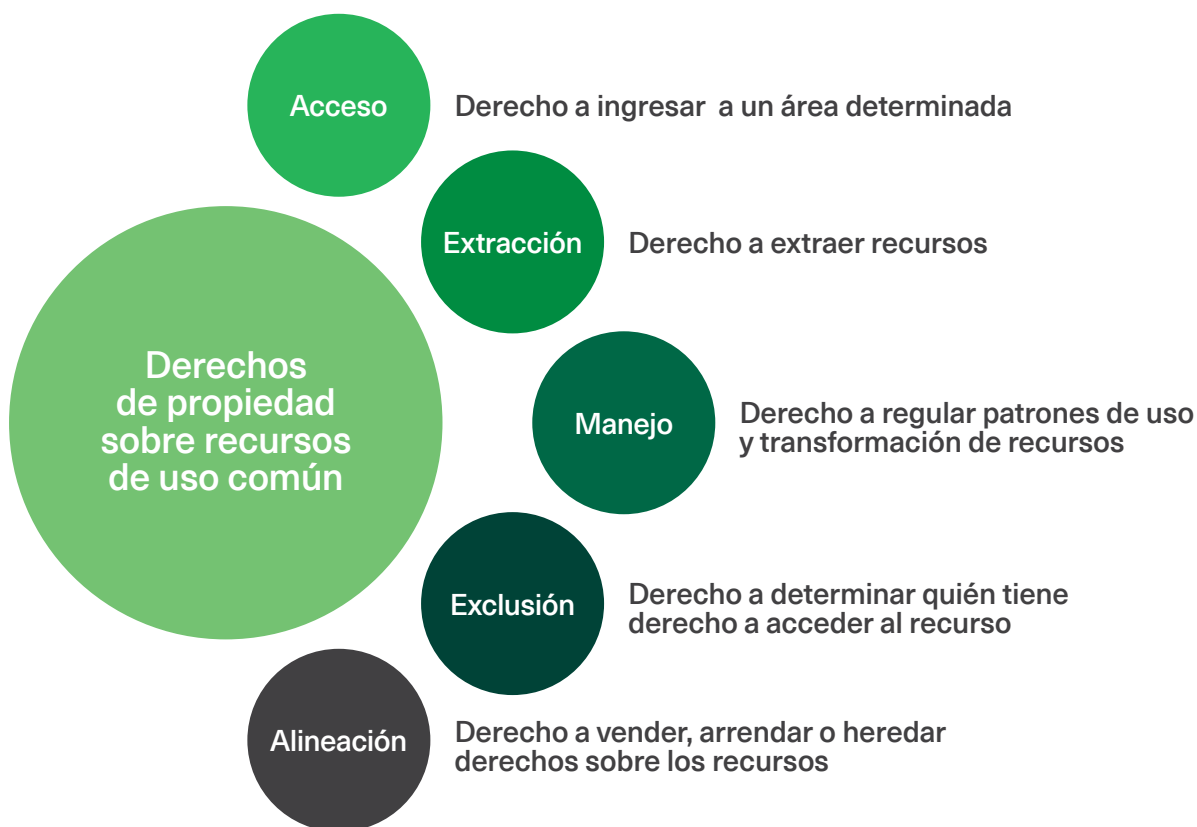 Acceso
Derecho a ingresar a un área determinada
Extracción
Derecho a extraer recursos
Derechos
de propiedad
sobre recursos
de uso común
Manejo
Derecho a regular patrones de uso
y transformación de recursos
Exclusión
Derecho a determinar quién tiene
derecho a acceder al recurso
Alineación
Derecho a vender, arrendar o heredar
derechos sobre los recursos